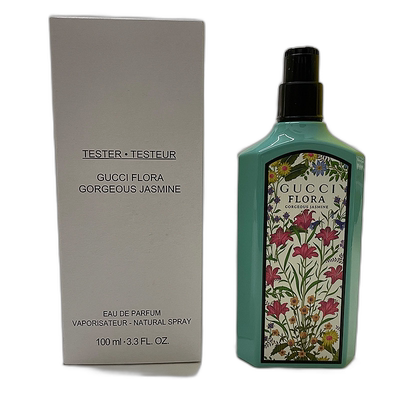 TESTER • TESTEUR
GUCCI FLORA
GORGEOUS JASMINE
EAU DE PARFUM
VAPORISATEUR - NATURAL SPRAY
100 ml · 3.3 FL. OZ.
GUCCI
FLORA
GORGEOUS JASMINE